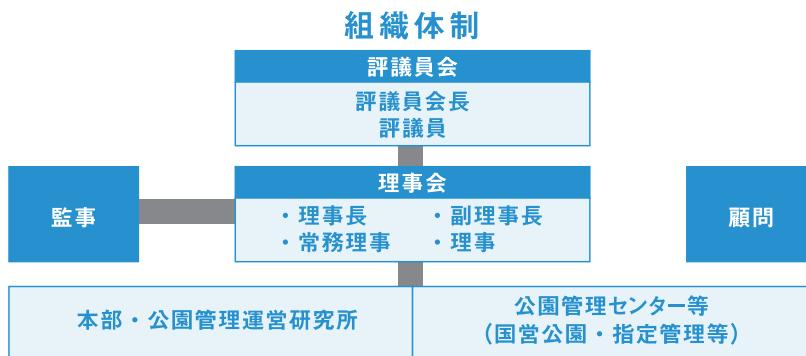 組織体制
評議員会
評議員会長
評議員
監事
理事会
・理事長 ・副理事長
・常務理事 ・理事
顧問
本部・公園管理運営研究所
公園管理センター等
（国営公園・指定管理等）